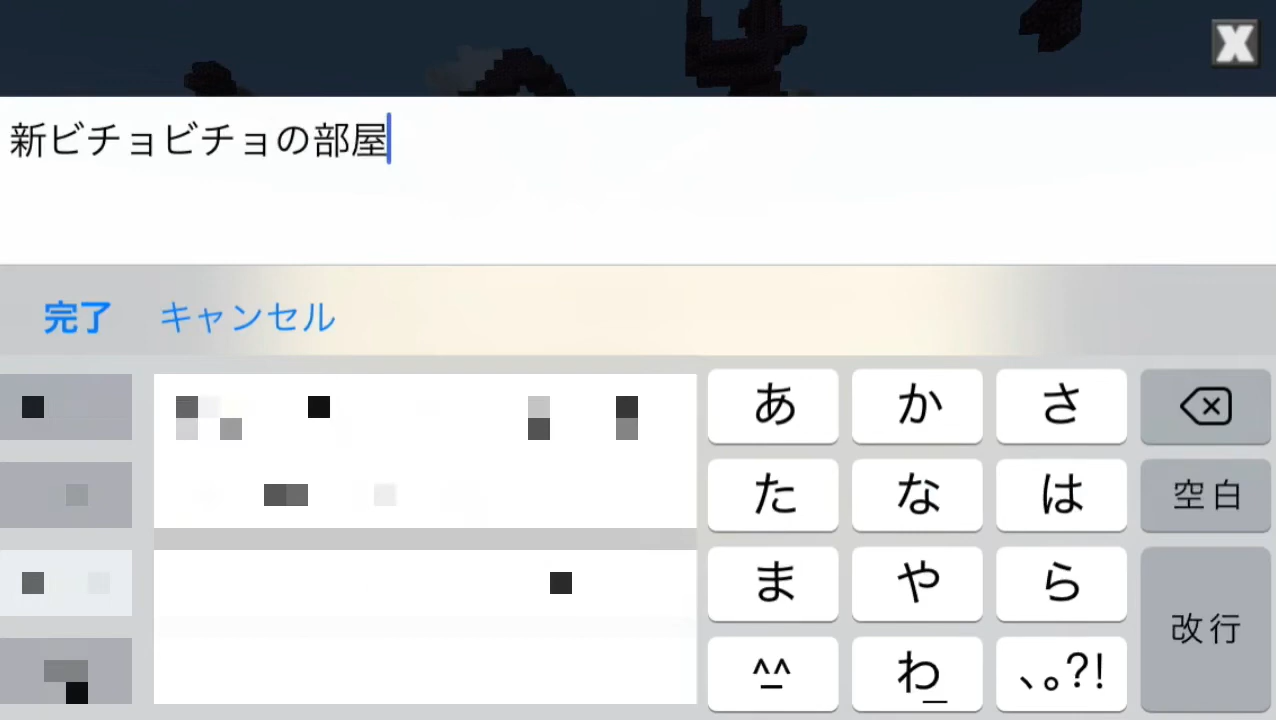 X
新ビチョビチョの部屋
完了 キャンセル
あ か さ
た な は 空白
ま や ら 改行
^_^ わ_ 、。?!